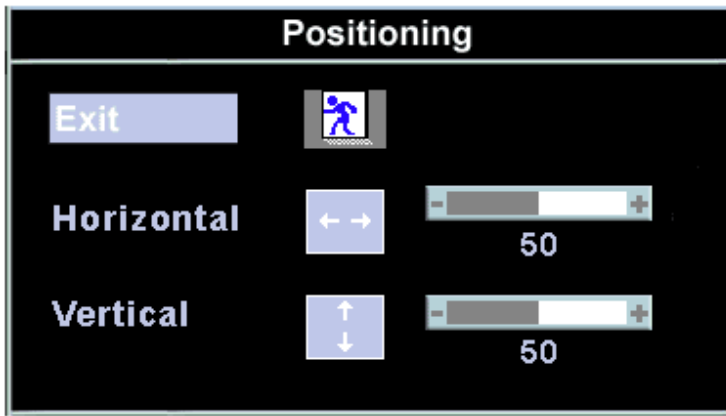 Positioning
Exit
Horizontal
- +
50
Vertical
- +
50